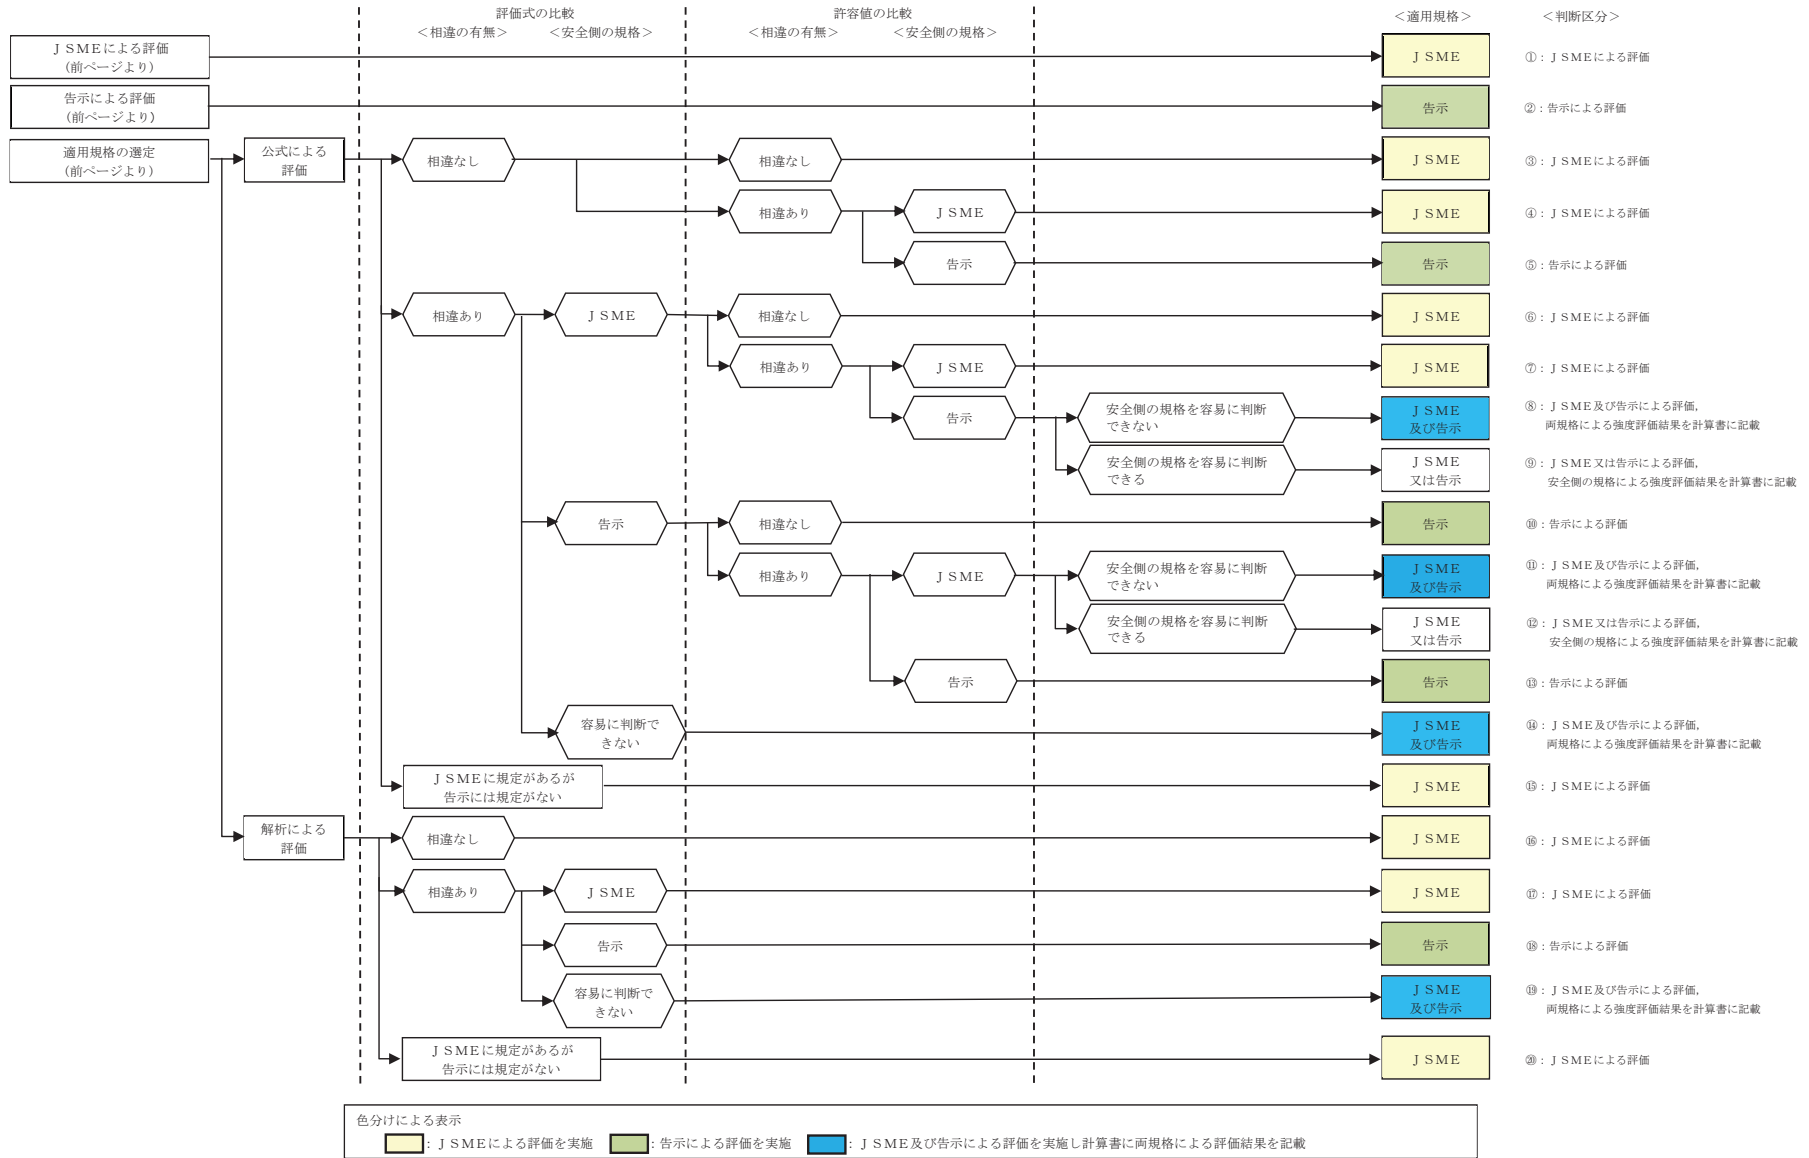 評価式の比較
許容値の比較
＜相違の有無＞
＜安全側の規格＞
＜相違の有無＞
＜安全側の規格＞
＜適用規格＞
＜判断区分＞
ＪＳＭＥによる評価
(前ページより)
ＪＳＭＥ
①：ＪＳＭＥによる評価
告示による評価
(前ページより)
告示
②：告示による評価
適用規格の選定
(前ページより)
公式による
評価
相違なし
相違なし
ＪＳＭＥ
③：ＪＳＭＥによる評価
相違あり
ＪＳＭＥ
ＪＳＭＥ
④：ＪＳＭＥによる評価
告示
告示
⑤：告示による評価
相違あり
ＪＳＭＥ
相違なし
ＪＳＭＥ
⑥：ＪＳＭＥによる評価
相違あり
ＪＳＭＥ
ＪＳＭＥ
⑦：ＪＳＭＥによる評価
告示
安全側の規格を容易に判断
できない
ＪＳＭＥ
及び告示
⑧：ＪＳＭＥ及び告示による評価，
両規格による強度評価結果を計算書に記載
安全側の規格を容易に判断
できる
ＪＳＭＥ
又は告示
⑨：ＪＳＭＥ又は告示による評価，
安全側の規格による強度評価結果を計算書に記載
告示
相違なし
告示
⑩：告示による評価
相違あり
ＪＳＭＥ
安全側の規格を容易に判断
できない
ＪＳＭＥ
及び告示
⑪：ＪＳＭＥ及び告示による評価，
両規格による強度評価結果を計算書に記載
安全側の規格を容易に判断
できる
ＪＳＭＥ
又は告示
⑫：ＪＳＭＥ又は告示による評価，
安全側の規格による強度評価結果を計算書に記載
告示
告示
⑬：告示による評価
容易に判断で
きない
ＪＳＭＥ
及び告示
⑭：ＪＳＭＥ及び告示による評価，
両規格による強度評価結果を計算書に記載
ＪＳＭＥに規定があるが
告示には規定がない
ＪＳＭＥ
⑮：ＪＳＭＥによる評価
解析による
評価
相違なし
ＪＳＭＥ
⑯：ＪＳＭＥによる評価
相違あり
ＪＳＭＥ
ＪＳＭＥ
⑰：ＪＳＭＥによる評価
告示
告示
⑱：告示による評価
容易に判断で
きない
ＪＳＭＥ
及び告示
⑲：ＪＳＭＥ及び告示による評価，
両規格による強度評価結果を計算書に記載
ＪＳＭＥに規定があるが
告示には規定がない
ＪＳＭＥ
⑳：ＪＳＭＥによる評価
色分けによる表示
：ＪＳＭＥによる評価を実施
：告示による評価を実施
：ＪＳＭＥ及び告示による評価を実施し計算書に両規格による評価結果を記載